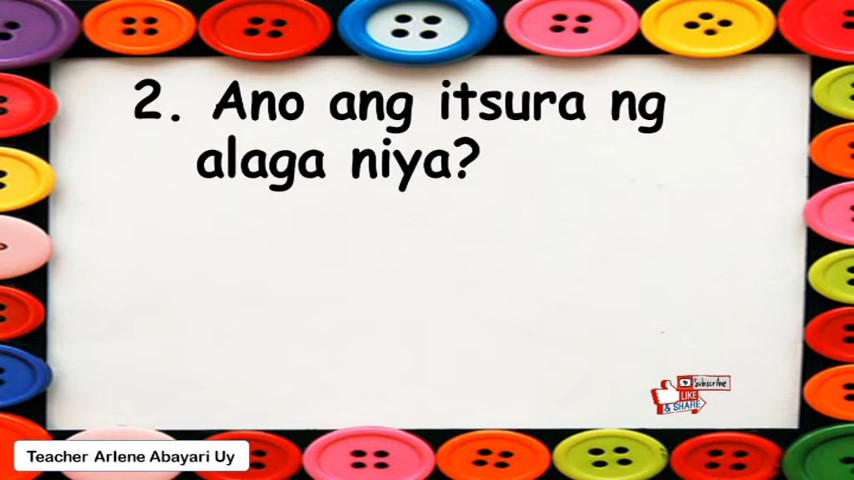 2. Ano ang itsura ng
alaga niya?
Subscribe
LIKE
& SHARE
Teacher Arlene Abayari Uy